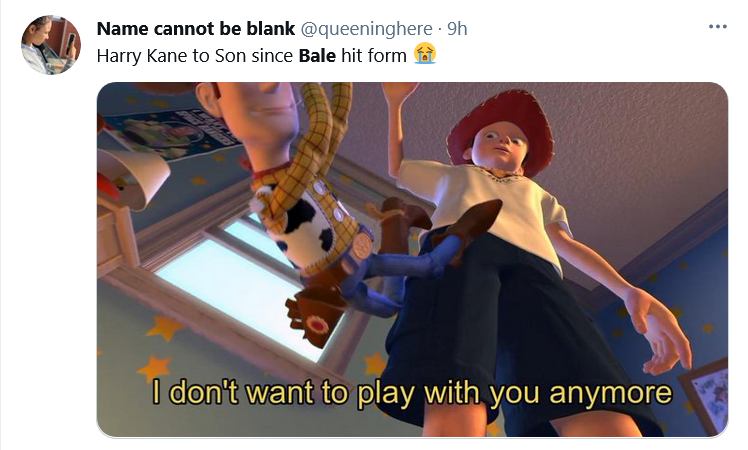 Name cannot be blank @queeninghere · 9h
Harry Kane to Son since Bale hit form 😭
I don't want to play with you anymore